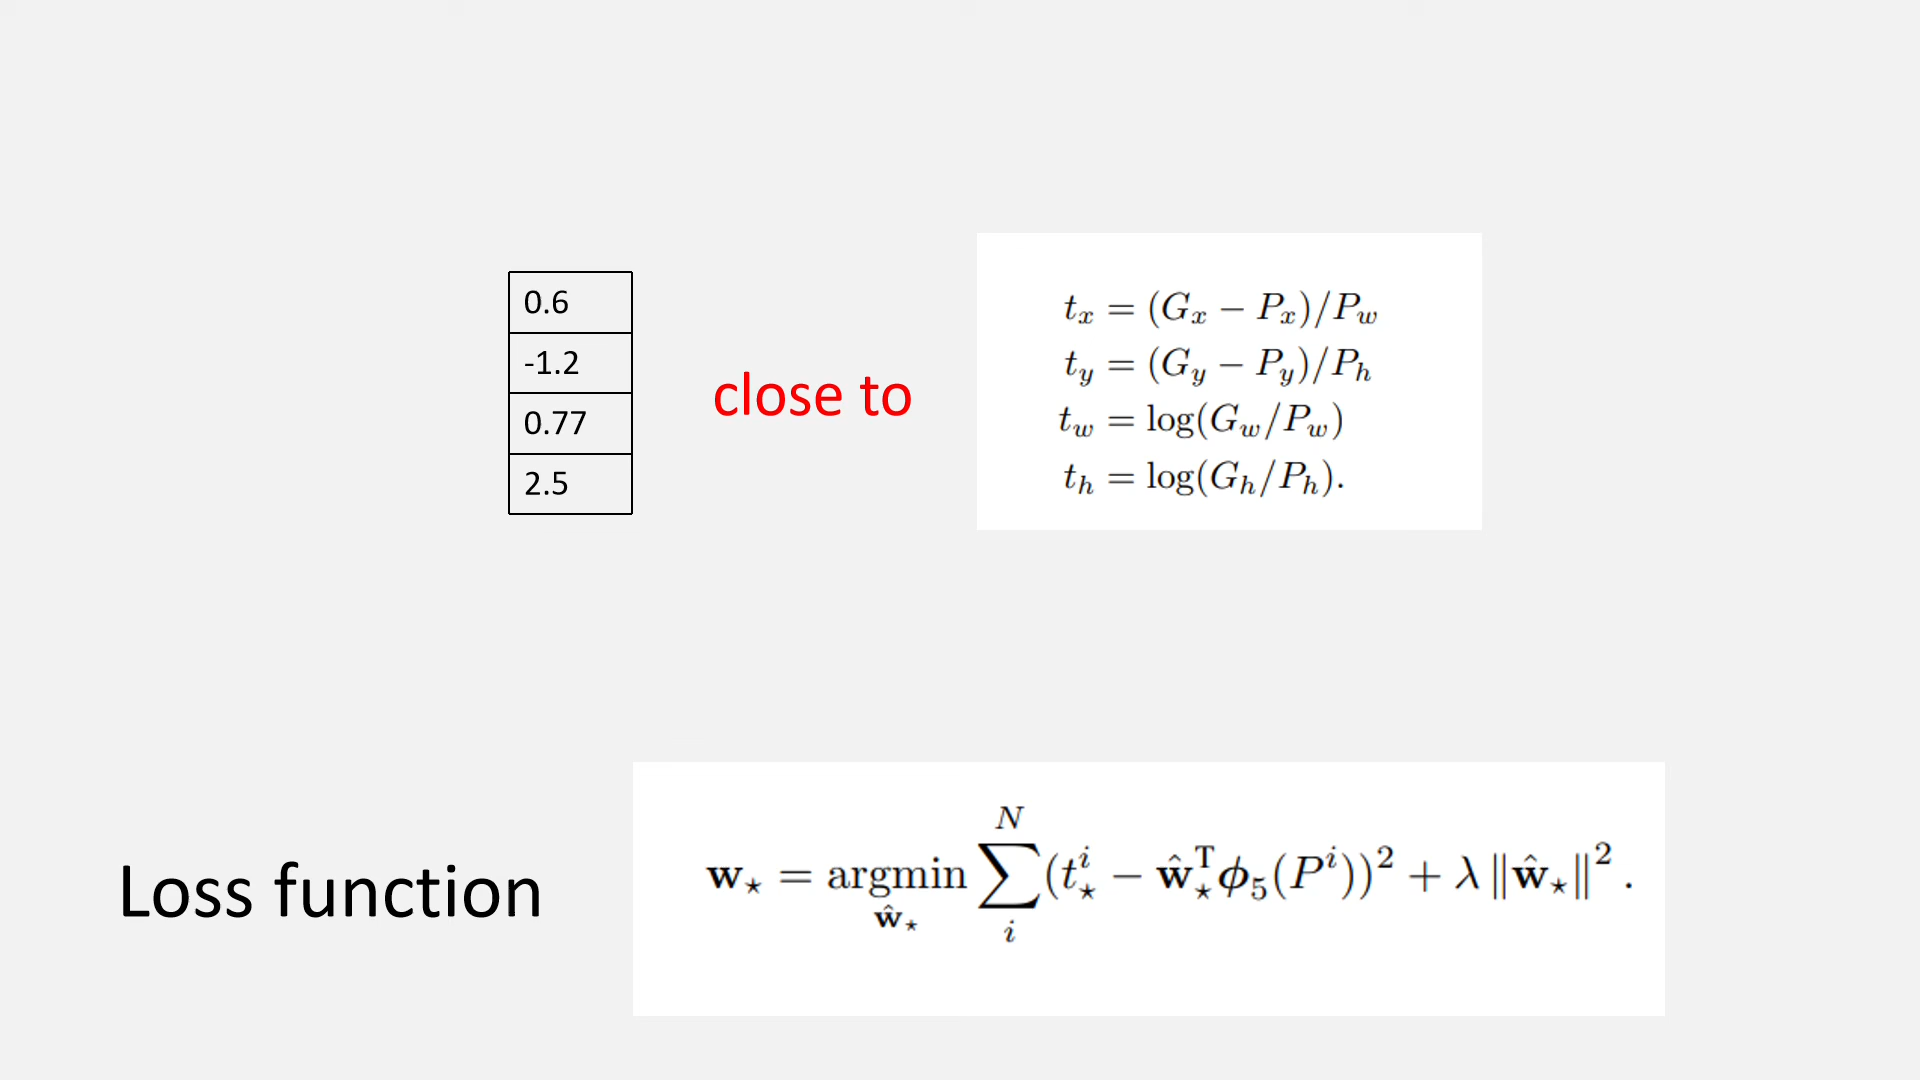 0.6
-1.2
0.77
2.5
close to
t_x = (G_x − P_x)/P_w
t_y = (G_y − P_y)/P_h
t_w = log(G_w/P_w)
t_h = log(G_h/P_h).
Loss function
w_⋆ = argmin_{ŵ_⋆} ∑_i^N (t_⋆^i − ŵ_⋆^T ϕ_5(P^i))^2 + λ ‖ŵ_⋆‖^2 .